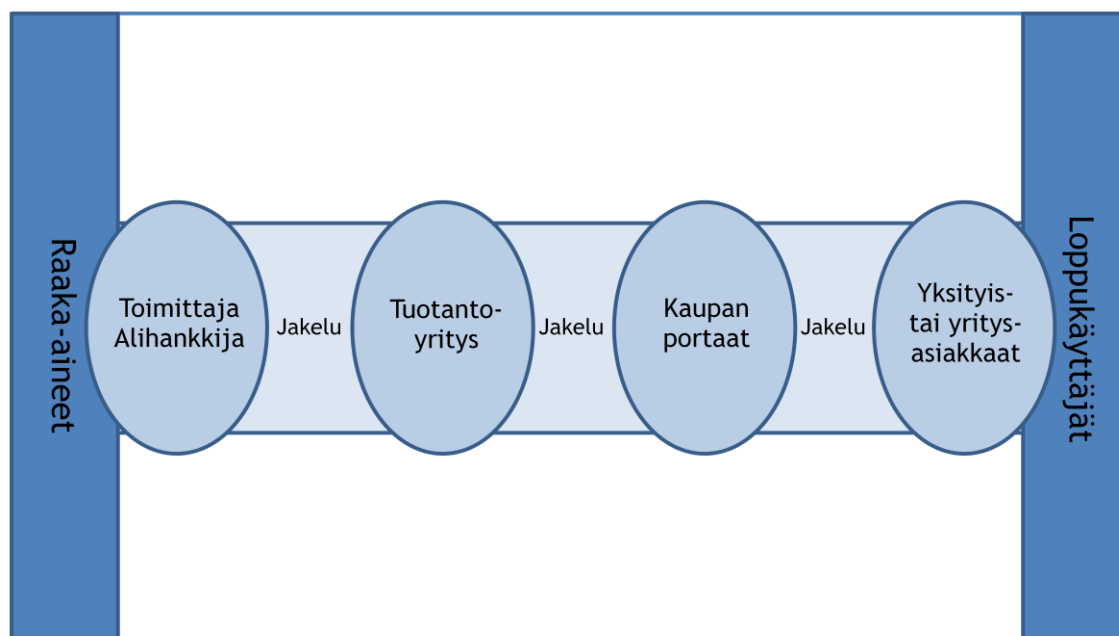 Raaka-aineet
Toimittaja
Alihankkija
Jakelu
Tuotanto-
yritys
Jakelu
Kaupan
portaat
Jakelu
Yksityis-
tai yritys-
asiakkaat
Loppukäyttäjät